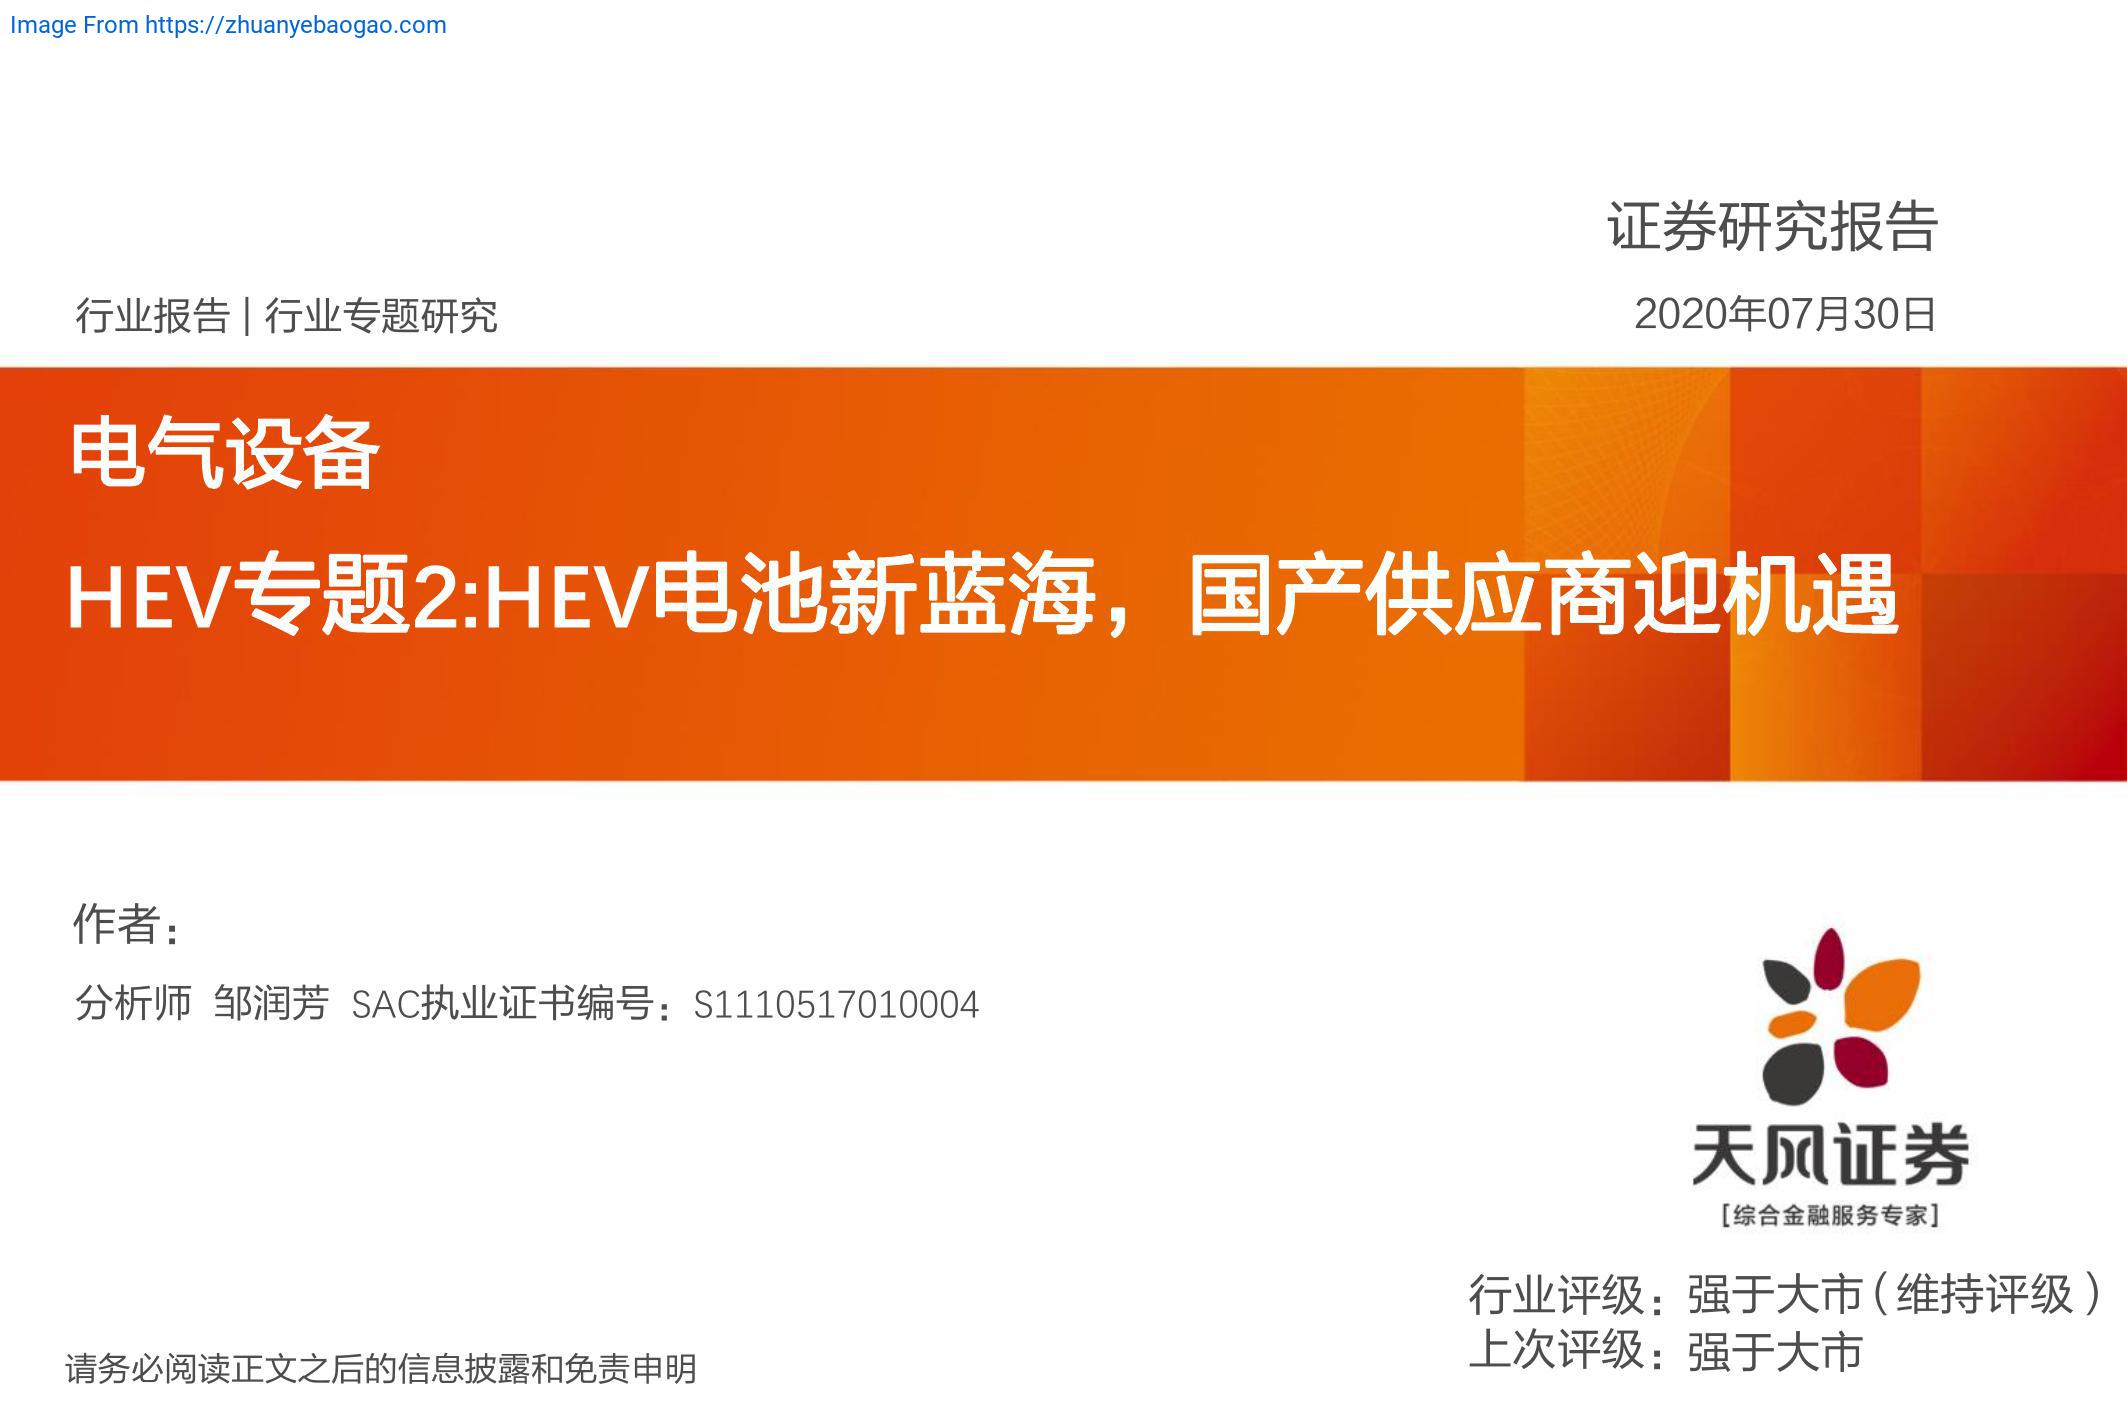 Image From https://zhuanyebaogao.com
证券研究报告
行业报告 | 行业专题研究
2020年07月30日
电气设备
HEV专题2:HEV电池新蓝海，国产供应商迎机遇
作者：
分析师 邹润芳 SAC执业证书编号：S1110517010004
天风证券
[综合金融服务专家]
行业评级：强于大市（维持评级）
上次评级：强于大市
请务必阅读正文之后的信息披露和免责申明